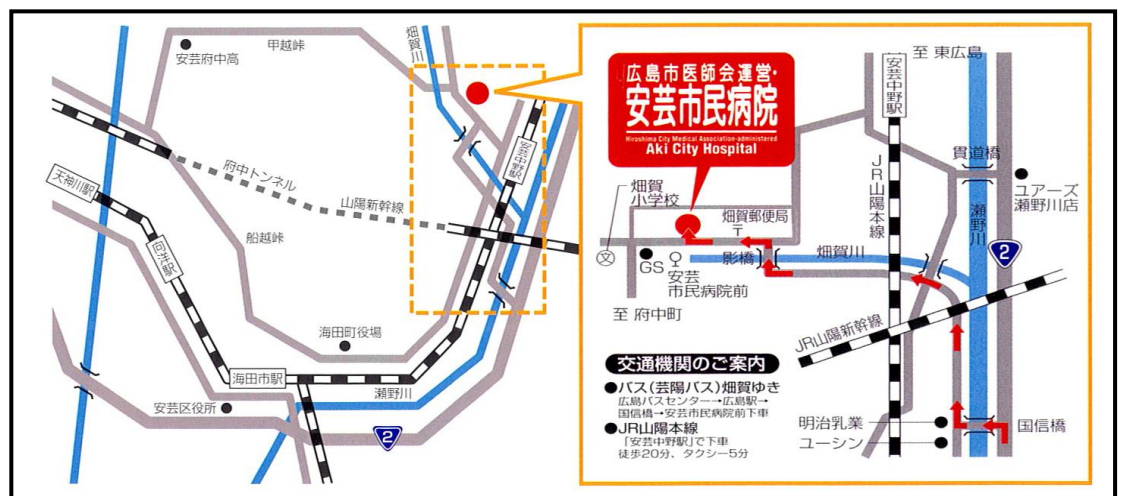 甲越峠
安芸府中高
畑賀川
府中トンネル
山陽新幹線
安芸中野駅
天神川駅
向洋駅
船越峠
海田町役場
海田市駅
瀬野川
安芸区役所
2
広島市医師会運営・
安芸市民病院
Hiroshima City Medical Association-administered
Aki City Hospital
至 東広島
安芸中野駅
JR山陽本線
貫道橋
ユアーズ
瀬野川店
瀬野川
2
畑賀
小学校
畑賀郵便局
〒
文
GS
安芸
市民病院前
影橋
畑賀川
至 府中町
JR山陽新幹線
交通機関のご案内
●バス(芸陽バス)畑賀ゆき
広島バスセンター→広島駅→
国信橋→安芸市民病院前下車
●JR山陽本線
「安芸中野駅」で下車
徒歩20分、タクシー5分
明治乳業
ユーシン
国信橋